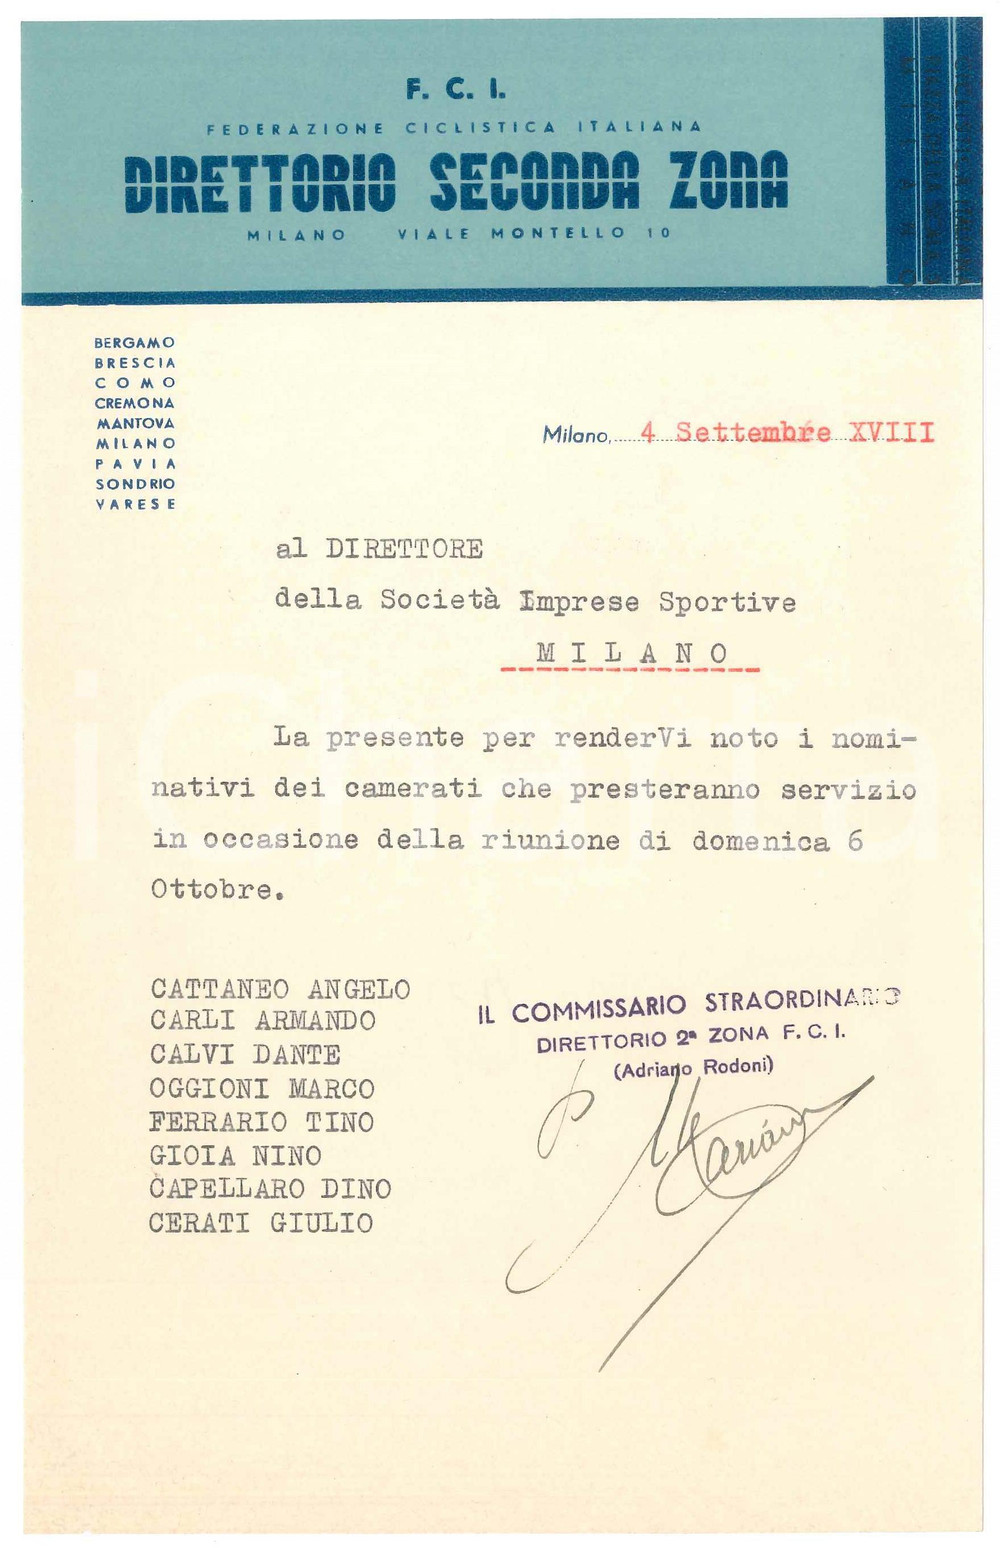 F. C. I.
FEDERAZIONE CICLISTICA ITALIANA
DIRETTORIO SECONDA ZONA
MILANO VIALE MONTELLO 10
BERGAMO
BRESCIA
COMO
CREMONA
MANTOVA
MILANO
PAVIA
SONDRIO
VARESE
Milano, 4 Settembre XVIII
al DIRETTORE
della Società Imprese Sportive
MILANO
La presente per renderVi noto i nomi-
nativi dei camerati che presteranno servizio
in occasione della riunione di domenica 6
Ottobre.
CATTANEO ANGELO
CARLI ARMANDO
CALVI DANTE
OGGIONI MARCO
FERRARIO TINO
GIOIA NINO
CAPELLARO DINO
CERATI GIULIO
IL COMMISSARIO STRAORDINARIO
DIRETTORIO 2ª ZONA F. C. I.
(Adriano Rodoni)